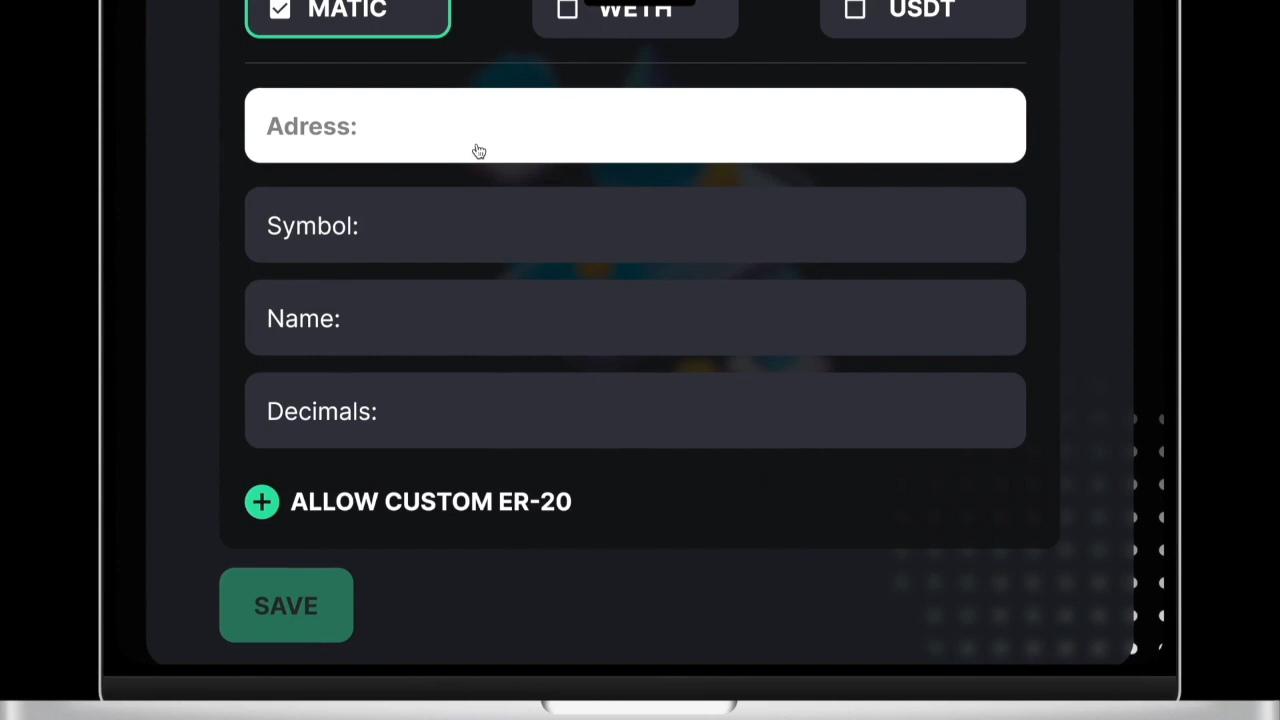 MATIC WETH USDT
Adress:
Symbol:
Name:
Decimals:
ALLOW CUSTOM ER-20
SAVE